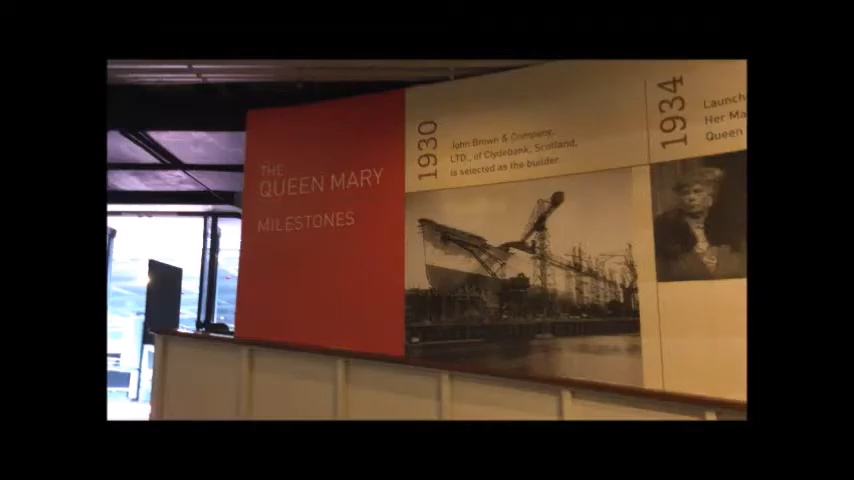 THE
QUEEN MARY
MILESTONES
1930
John Brown & Company,
LTD., of Clydebank, Scotland,
is selected as the builder.
1934
Launch
Her Ma
Queen